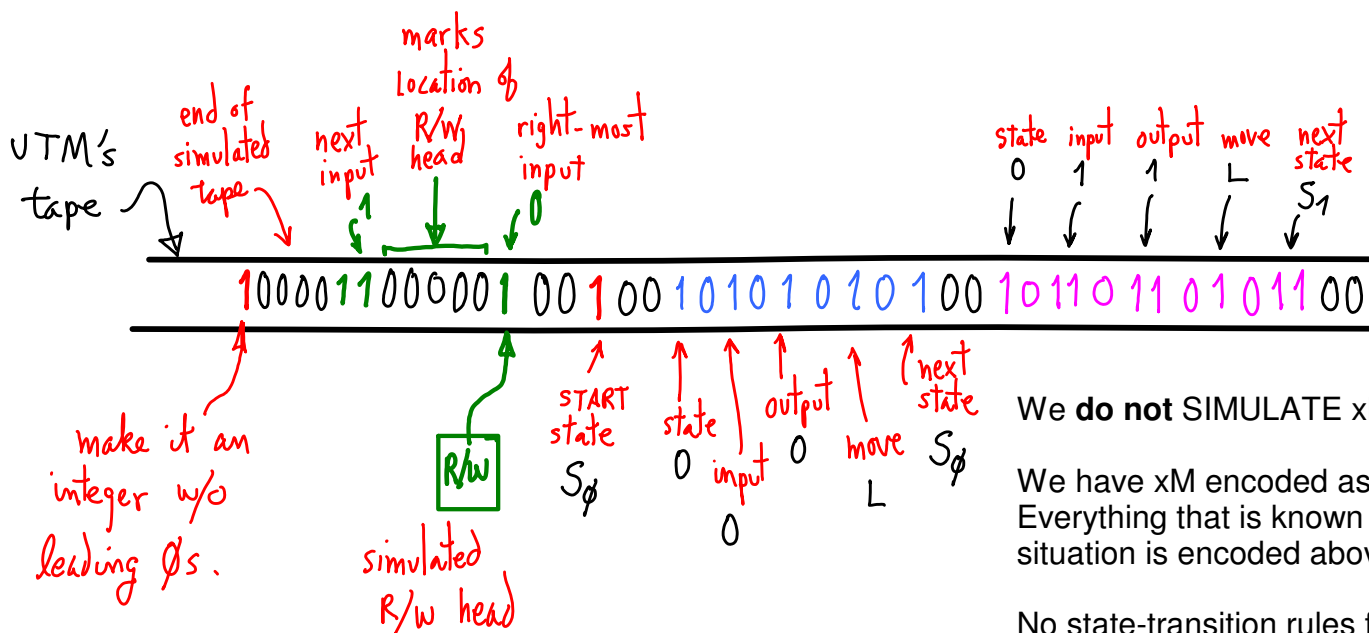 UTM's
tape
end of
simulated
tape
next
input
1
marks
Location of
R/W
head
right-most
input
0
state input output move next
state
0 1 1 L S1
1000011000001001001010101010010110110101100
make it an
integer w/o
leading 0s.
R/W
simulated
R/W head
START
state
S0
state
0
input
0
output
0
move
L
next
state
S0
We do not SIMULATE x
We have xM encoded as
Everything that is known
situation is encoded abov
No state-transition rules f